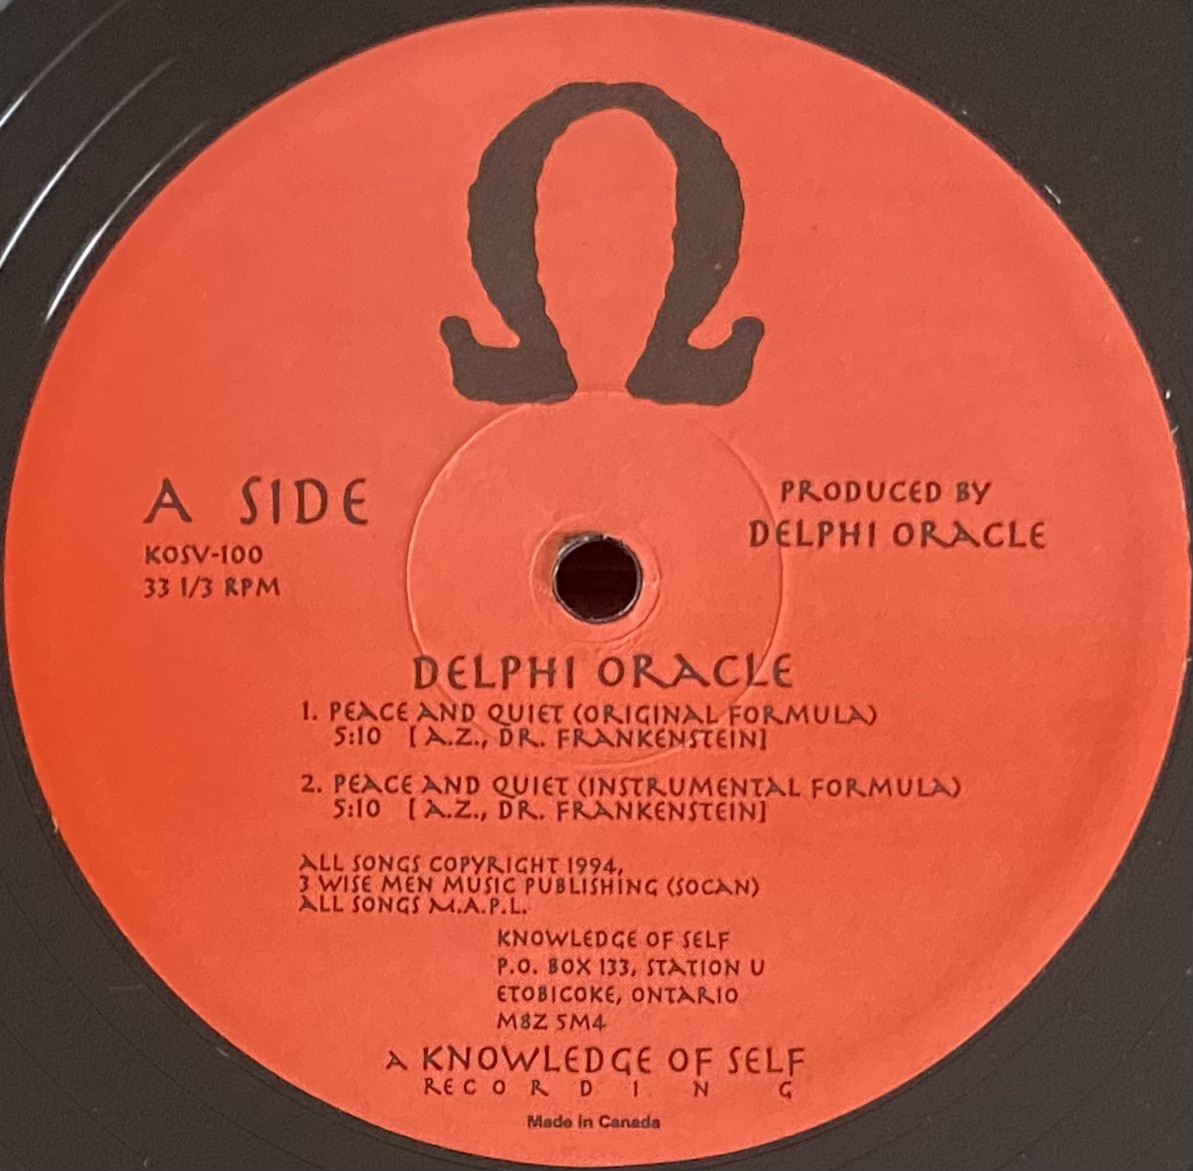 A SIDE
KOSV-100
33 1/3 RPM
PRODUCED BY
DELPHI ORACLE
DELPHI ORACLE
1. PEACE AND QUIET (ORIGINAL FORMULA)
5:10 [A.Z., DR. FRANKENSTEIN]
2. PEACE AND QUIET (INSTRUMENTAL FORMULA)
5:10 [A.Z., DR. FRANKENSTEIN]
ALL SONGS COPYRIGHT 1994,
3 WISE MEN MUSIC PUBLISHING (SOCAN)
ALL SONGS M.A.P.L.
KNOWLEDGE OF SELF
P.O. BOX 133, STATION U
ETOBICOKE, ONTARIO
M8Z 5M4
A KNOWLEDGE OF SELF
RECORDING
Made in Canada